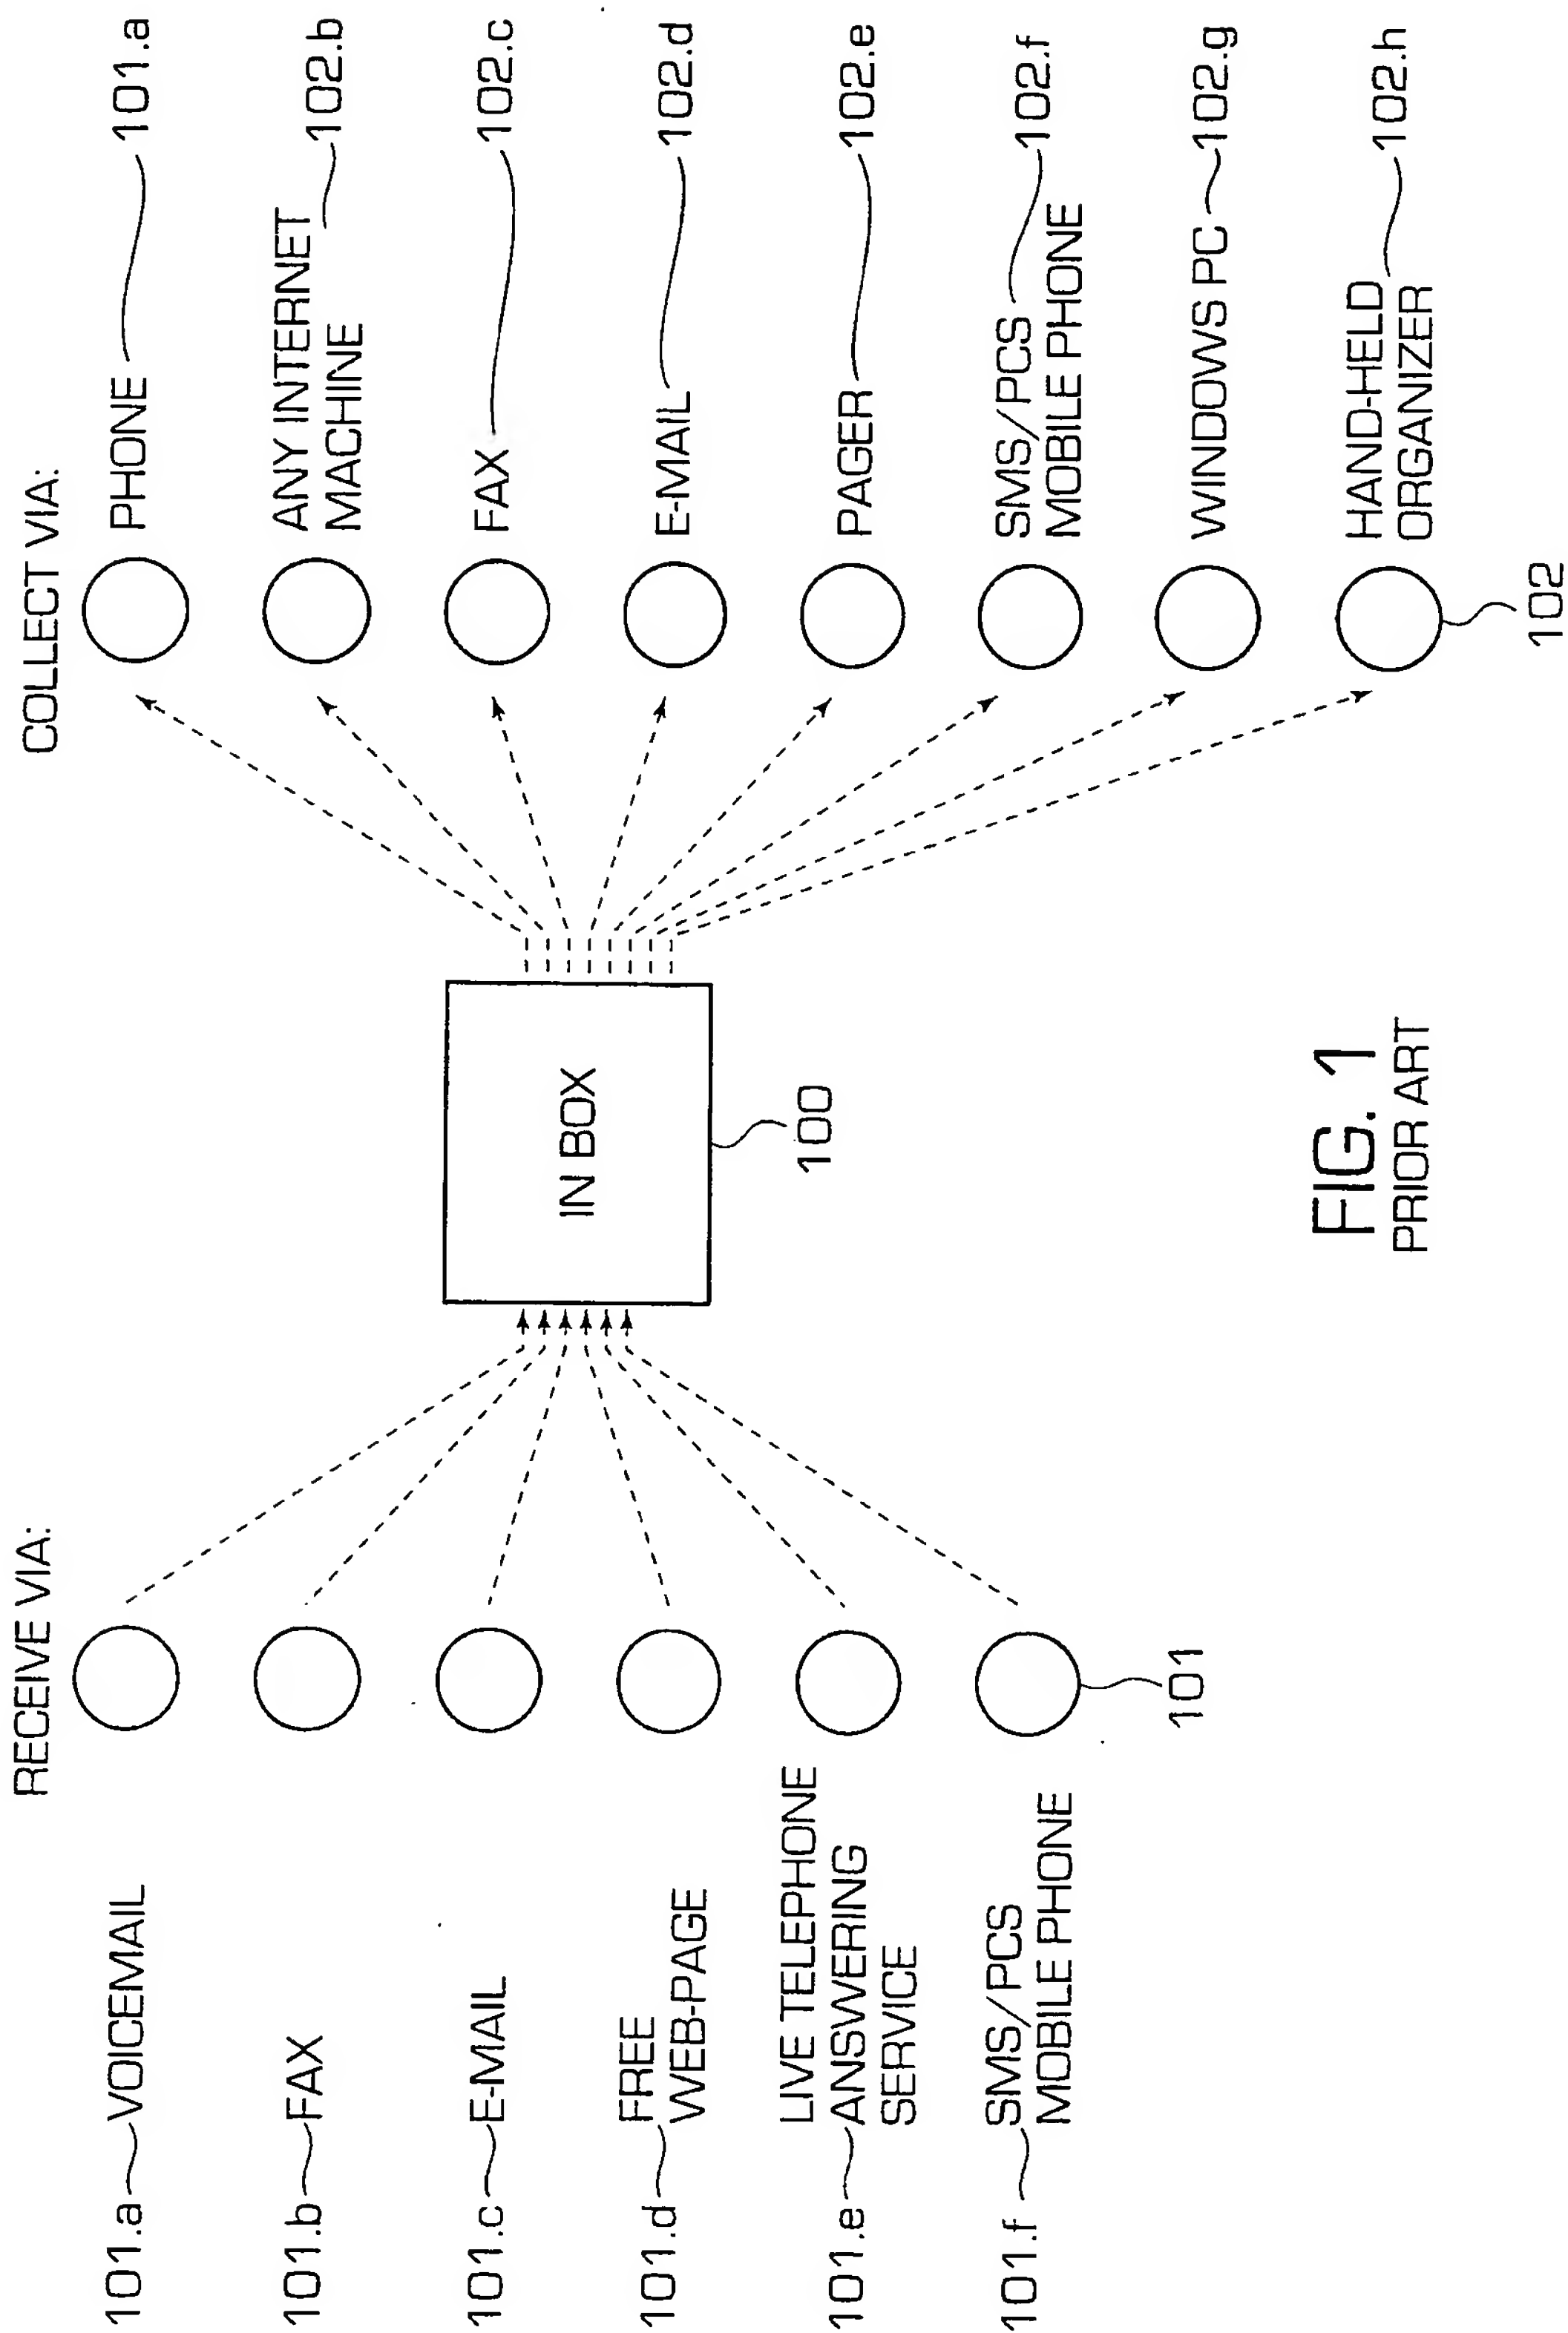 RECEIVE VIA:
101.a VOICEMAIL
101.b FAX
101.c E-MAIL
101.d FREE
WEB-PAGE
LIVE TELEPHONE
101.e ANSWERING
SERVICE
101.f SMS/PCS
MOBILE PHONE
101
IN BOX
100
COLLECT VIA:
PHONE 101.a
ANY INTERNET
MACHINE 102.b
FAX 102.c
E-MAIL 102.d
PAGER 102.e
SMS/PCS 102.f
MOBILE PHONE
WINDOWS PC 102.g
HAND-HELD 102.h
ORGANIZER
102
FIG. 1
PRIOR ART